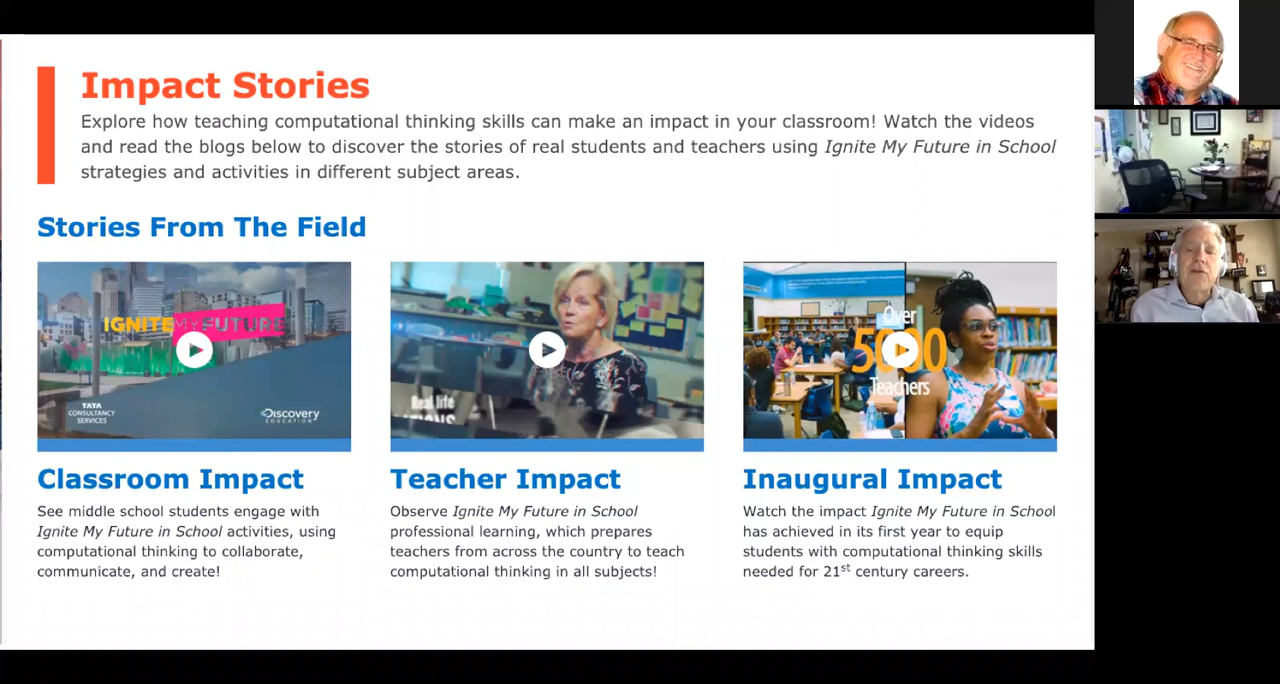 Impact Stories
Explore how teaching computational thinking skills can make an impact in your classroom! Watch the videos
and read the blogs below to discover the stories of real students and teachers using Ignite My Future in School
strategies and activities in different subject areas.
Stories From The Field
IGNITE MY FUTURE
TATA
CONSULTANCY
SERVICES
Discovery
EDUCATION
Real life
Over
5000
Teachers
Classroom Impact
See middle school students engage with
Ignite My Future in School activities, using
computational thinking to collaborate,
communicate, and create!
Teacher Impact
Observe Ignite My Future in School
professional learning, which prepares
teachers from across the country to teach
computational thinking in all subjects!
Inaugural Impact
Watch the impact Ignite My Future in School
has achieved in its first year to equip
students with computational thinking skills
needed for 21st century careers.